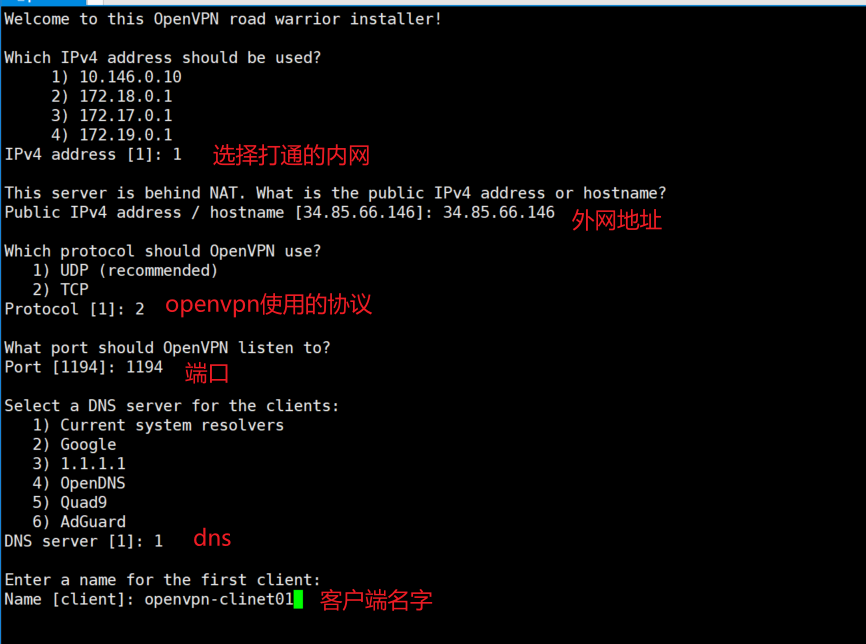 Welcome to this OpenVPN road warrior installer!
Which IPv4 address should be used?
1) 10.146.0.10
2) 172.18.0.1
3) 172.17.0.1
4) 172.19.0.1
IPv4 address [1]: 1 选择打通的内网
This server is behind NAT. What is the public IPv4 address or hostname?
Public IPv4 address / hostname [34.85.66.146]: 34.85.66.146 外网地址
Which protocol should OpenVPN use?
1) UDP (recommended)
2) TCP
Protocol [1]: 2 openvpn使用的协议
What port should OpenVPN listen to?
Port [1194]: 1194 端口
Select a DNS server for the clients:
1) Current system resolvers
2) Google
3) 1.1.1.1
4) OpenDNS
5) Quad9
6) AdGuard
DNS server [1]: 1 dns
Enter a name for the first client:
Name [client]: openvpn-clinet01 客户端名字